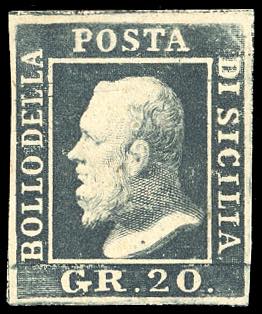 BOLLO DELLA
POSTA
DI SICILIA
GR. 20.